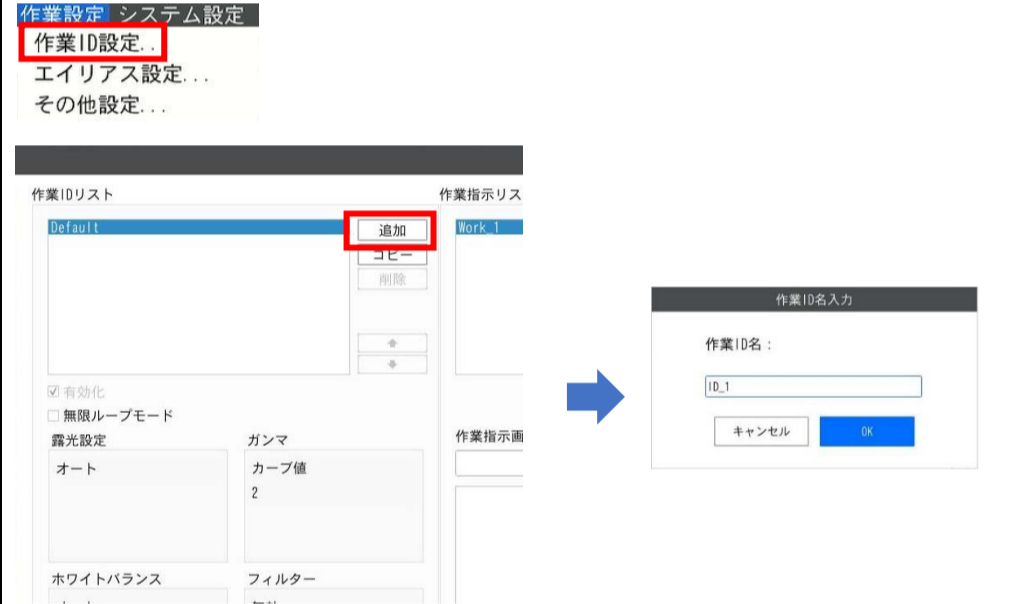 作業設定 システム設定
作業ID設定..
エイリアス設定...
その他設定...
作業IDリスト
作業指示リス
Default
追加
Work_1
コピー
削除
作業ID名入力
作業ID名：
ID_1
キャンセル
OK
有効化
無限ループモード
露光設定
ガンマ
作業指示画
オート
カーブ値
2
ホワイトバランス
フィルター